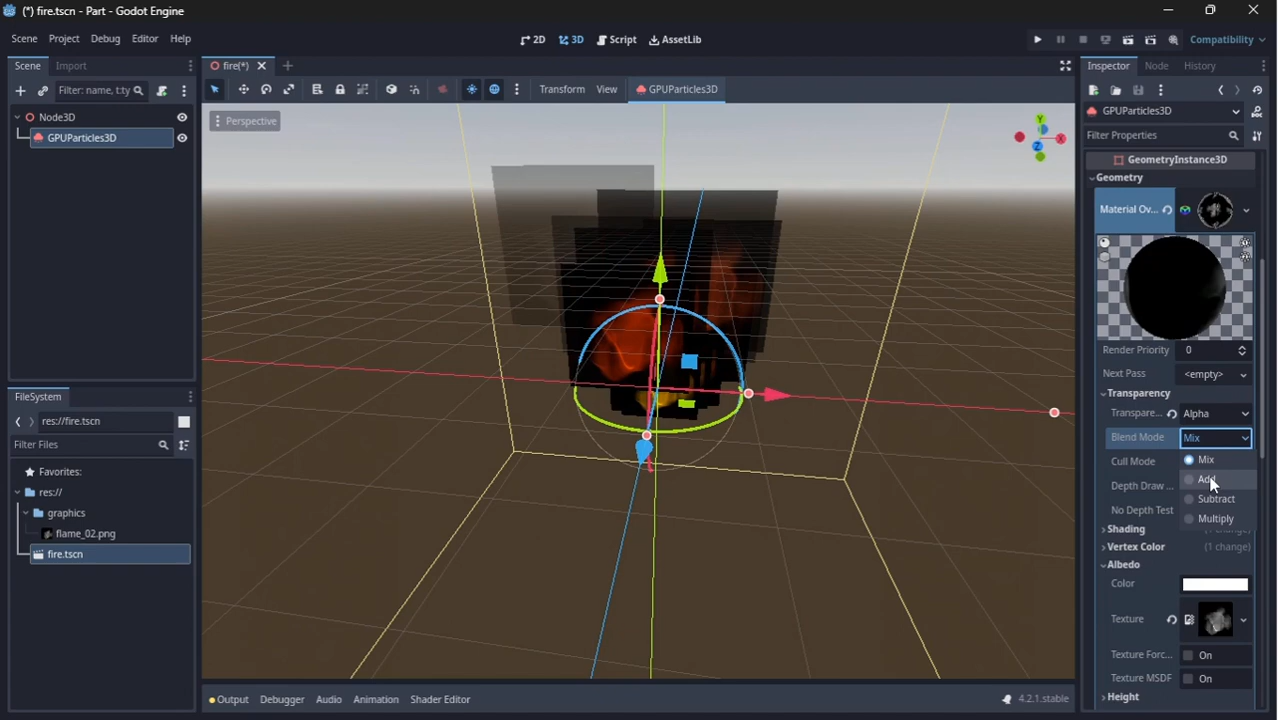 (*) fire.tscn - Part - Godot Engine
Scene Project Debug Editor Help
2D 3D Script AssetLib
Compatibility
Scene Import
fire(*)
Inspector Node History
Filter: name, t:ty
Transform View GPUParticles3D
Node3D
GPUParticles3D
Perspective
Y
X
Z
GPUParticles3D
Filter Properties
GeometryInstance3D
Geometry
Material Ov...
Render Priority 0
Next Pass <empty>
Transparency
Transpare... Alpha
Blend Mode Mix
Cull Mode Mix
Depth Draw ... Add
Subtract
No Depth Test Multiply
Shading (1 change)
Vertex Color (1 change)
Albedo
Color
Texture
Texture Forc... On
Texture MSDF On
Height
FileSystem
res://fire.tscn
Filter Files
Favorites:
res://
graphics
flame_02.png
fire.tscn
Output Debugger Audio Animation Shader Editor
4.2.1.stable